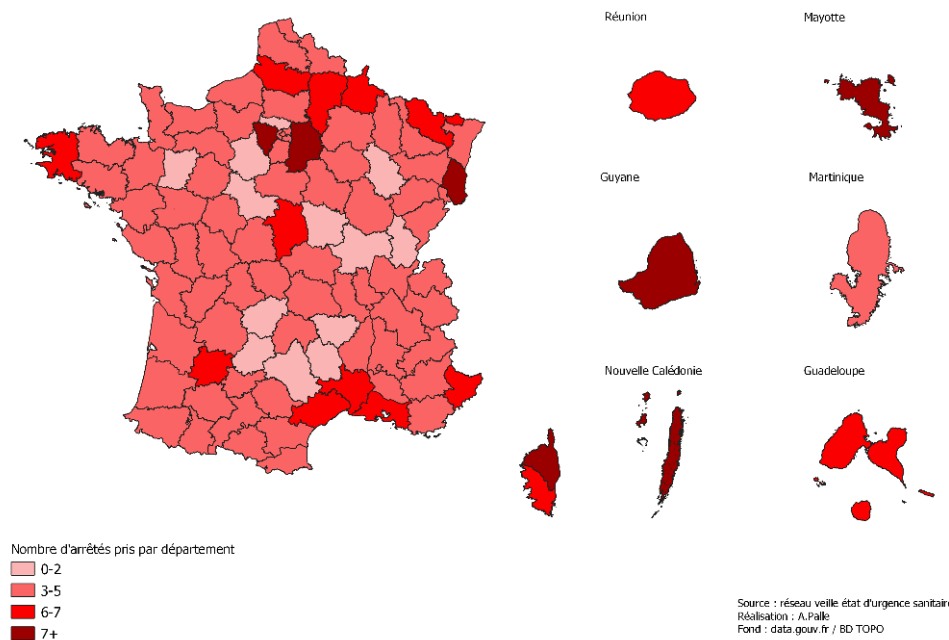 Réunion
Mayotte
Guyane
Martinique
Nouvelle Calédonie
Guadeloupe
Nombre d'arrêtés pris par département
0-2
3-5
6-7
7+
Source : réseau veille état d'urgence sanitaire
Réalisation : A.Palle
Fond : data.gouv.fr / BD TOPO